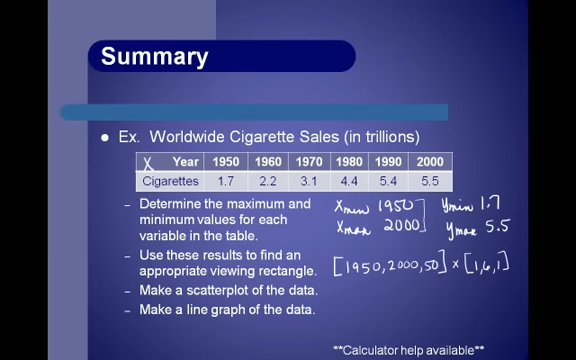 Summary
Ex. Worldwide Cigarette Sales (in trillions)
X Year 1950 1960 1970 1980 1990 2000
Cigarettes 1.7 2.2 3.1 4.4 5.4 5.5
– Determine the maximum and
minimum values for each
variable in the table.
– Use these results to find an
appropriate viewing rectangle.
– Make a scatterplot of the data.
– Make a line graph of the data.
Xmin 1950 ymin 1.7
Xmax 2000 ymax 5.5
[1950,2000,50] x [1,6,1]
**Calculator help available**